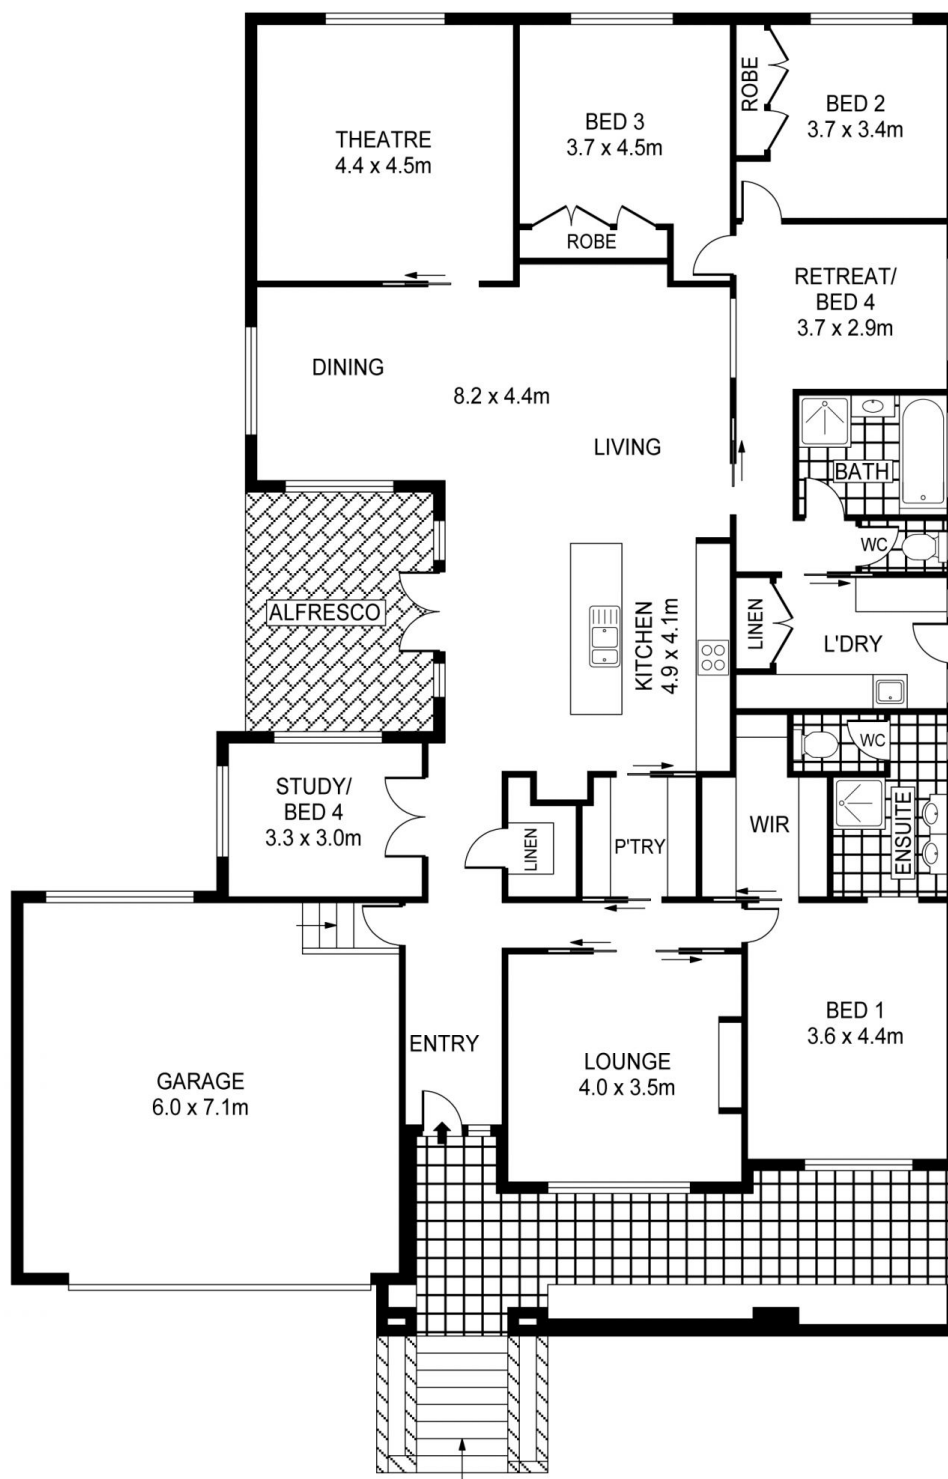 THEATRE
4.4 x 4.5m
BED 3
3.7 x 4.5m
ROBE
ROBE
BED 2
3.7 x 3.4m
RETREAT/
BED 4
3.7 x 2.9m
DINING
8.2 x 4.4m
LIVING
BATH
WC
ALFRESCO
KITCHEN
4.9 x 4.1m
LINEN
L'DRY
STUDY/
BED 4
3.3 x 3.0m
LINEN
P'TRY
WIR
WC
ENSUITE
ENTRY
LOUNGE
4.0 x 3.5m
BED 1
3.6 x 4.4m
GARAGE
6.0 x 7.1m